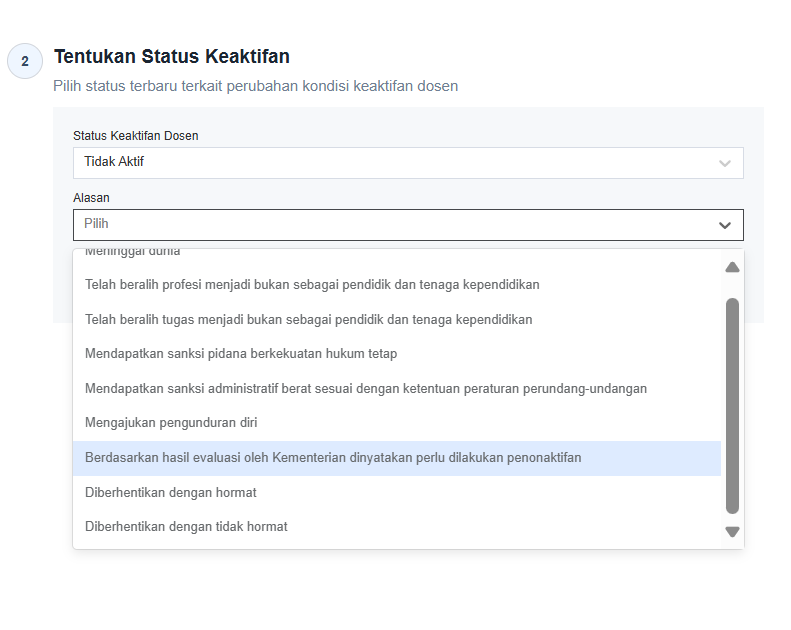 2
Tentukan Status Keaktifan
Pilih status terbaru terkait perubahan kondisi keaktifan dosen
Status Keaktifan Dosen
Tidak Aktif
Alasan
Pilih
Meninggal dunia
Telah beralih profesi menjadi bukan sebagai pendidik dan tenaga kependidikan
Telah beralih tugas menjadi bukan sebagai pendidik dan tenaga kependidikan
Mendapatkan sanksi pidana berkekuatan hukum tetap
Mendapatkan sanksi administratif berat sesuai dengan ketentuan peraturan perundang-undangan
Mengajukan pengunduran diri
Berdasarkan hasil evaluasi oleh Kementerian dinyatakan perlu dilakukan penonaktifan
Diberhentikan dengan hormat
Diberhentikan dengan tidak hormat